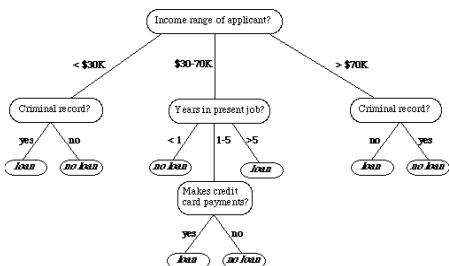 Income range of applicant?
< $30K
$30-70K
> $70K
Criminal record?
Years in present job?
Criminal record?
yes
no
< 1
1-5
>5
no
yes
loan
no loan
no loan
loan
loan
no loan
Makes credit
card payments?
yes
no
loan
no loan